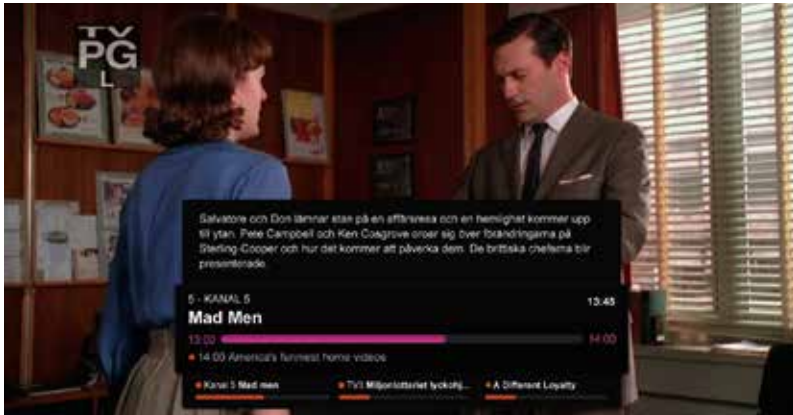 TV
PG
L
Salvatore och Don lämnar stan på en affärsresa och en hemlighet kommer upp
till ytan. Pete Campbell och Ken Cosgrove oroar sig över förändringarna på
Sterling-Cooper och hur det kommer att påverka dem. De brittiska cheferna blir
presenterade.
5 - KANAL 5 13:45
Mad Men
13:00 14:00
14:00 America's funniest home videos
Kanal 5 Mad men TV3 Miljonlotteriet lyckohj... A Different Loyalty